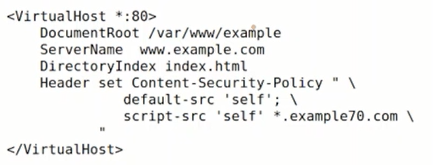 <VirtualHost *:80>
    DocumentRoot /var/www/example
    ServerName  www.example.com
    DirectoryIndex index.html
    Header set Content-Security-Policy " \
              default-src 'self'; \
              script-src 'self' *.example70.com \
           "
</VirtualHost>